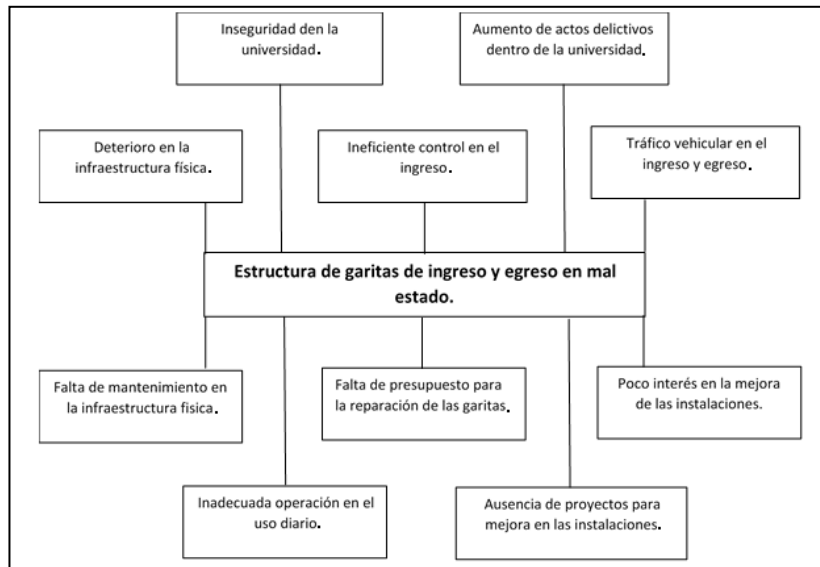 Inseguridad den la
universidad.
Aumento de actos delictivos
dentro de la universidad.
Deterioro en la
infraestructura física.
Ineficiente control en el
ingreso.
Tráfico vehicular en el
ingreso y egreso.
Estructura de garitas de ingreso y egreso en mal
estado.
Falta de mantenimiento en
la infraestructura fisica.
Falta de presupuesto para
la reparación de las garitas.
Poco interés en la mejora
de las instalaciones.
Inadecuada operación en el
uso diario.
Ausencia de proyectos para
mejora en las instalaciones.